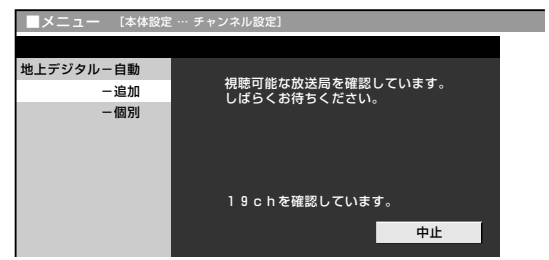 ■メニュー [本体設定 … チャンネル設定]
地上デジタルー自動
ー追加
ー個別
視聴可能な放送局を確認しています。
しばらくお待ちください。
19chを確認しています。
中止